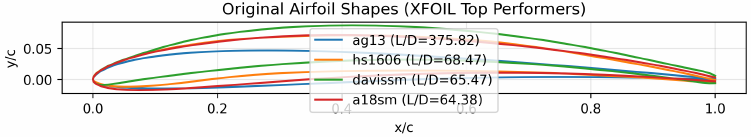 Original Airfoil Shapes (XFOIL Top Performers)
y/c
0.05
0.00
ag13 (L/D=375.82)
hs1606 (L/D=68.47)
davissm (L/D=65.47)
a18sm (L/D=64.38)
0.0 0.2 0.4 0.6 0.8 1.0
x/c